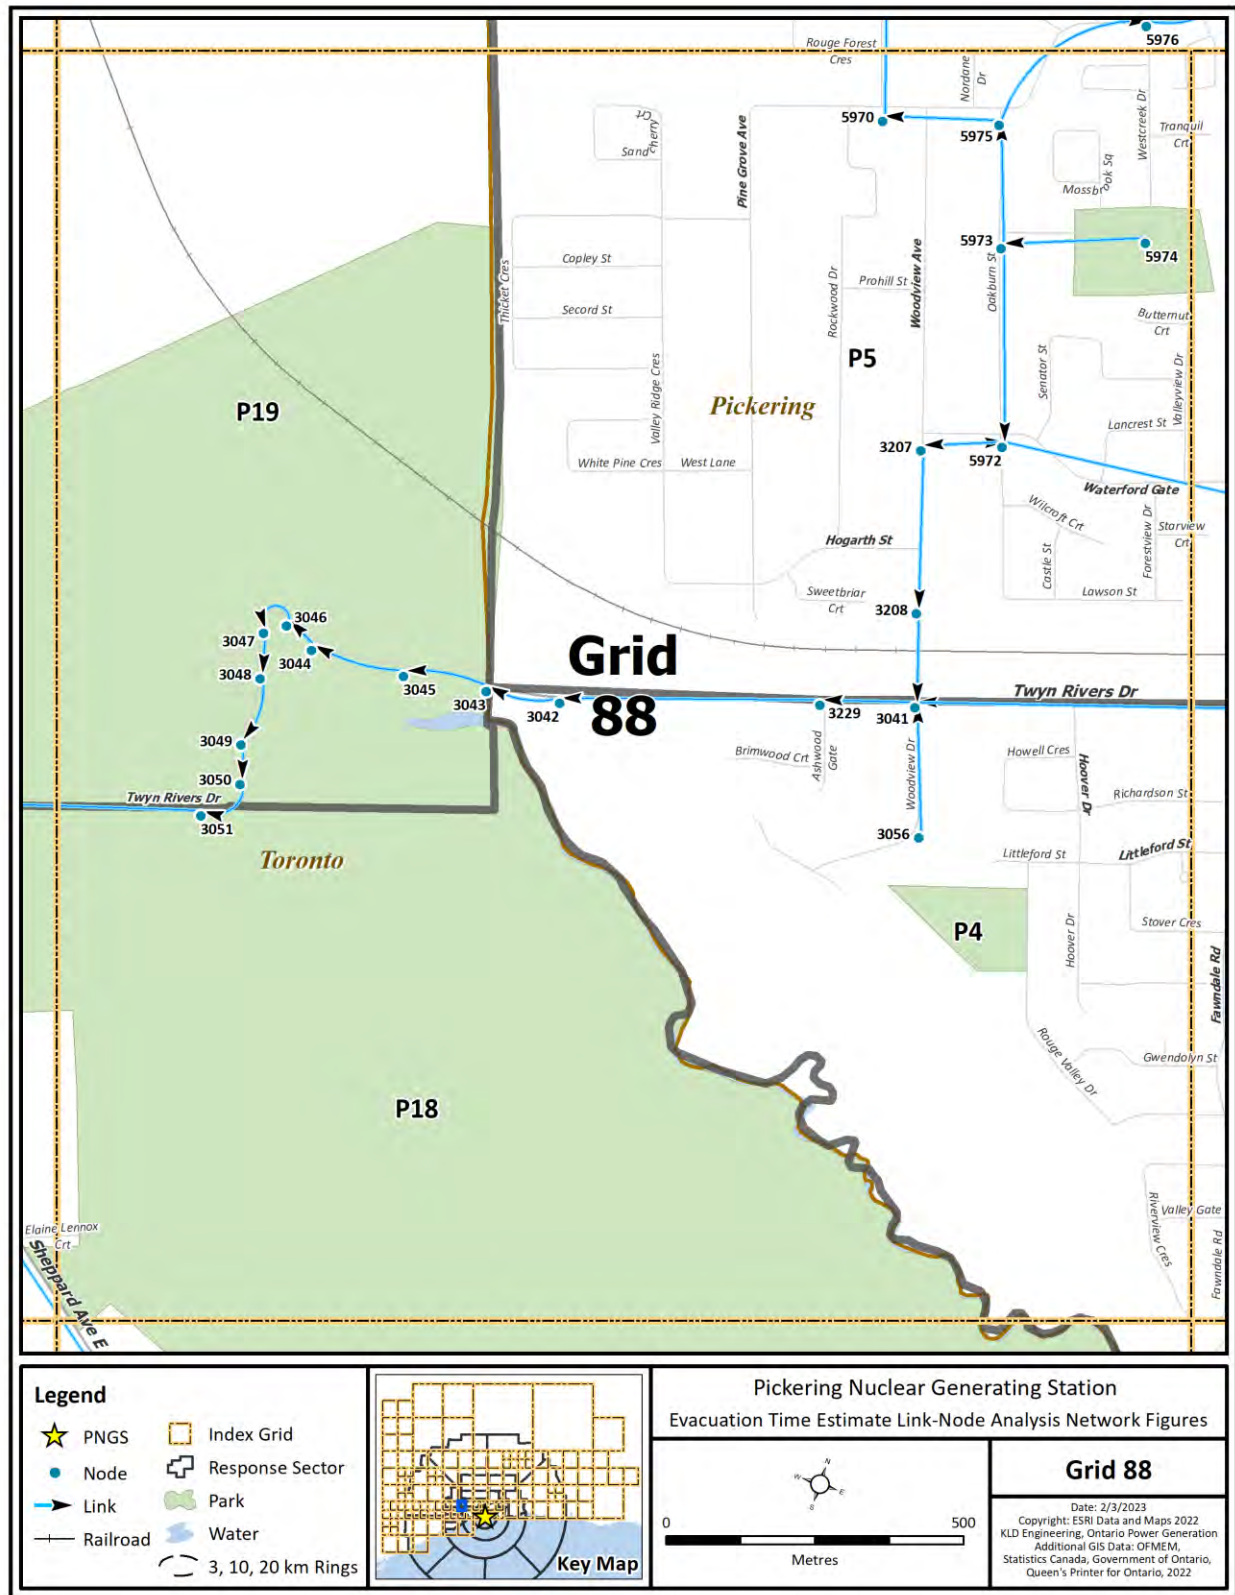 5976
Rouge Forest
Cres
Nordane
Dr
5970
5975
Westcreek Dr
Tranquil
Crt
Sand
cherry
Crt
Pine Grove Ave
Mossbr
ook Sq
5973
5974
Thicket Cres
Copley St
Secord St
Rockwood Dr
Prohill St
Woodview Ave
Oakburn St
Butternut
Crt
P5
Senator St
Valleyview Dr
P19
Pickering
Valley Ridge Cres
Lancrest St
3207
5972
White Pine Cres
West Lane
Waterford Gate
Wilcroft Crt
Forestview Dr
Starview
Crt
Hogarth St
Castle St
Sweetbriar
Crt
Lawson St
3208
3046
3047
3044
3048
3045
Grid
88
3043
3042
3229
3041
Twyn Rivers Dr
3049
Brimwood Crt
Ashwood
Gate
Woodview Dr
Howell Cres
Hoover Dr
3050
Richardson St
Twyn Rivers Dr
3051
3056
Toronto
Littleford St
Littleford St
P4
Hoover Dr
Stover Cres
Fawndale Rd
Rouge Valley Dr
Gwendolyn St
P18
Elaine Lennox
Crt
Sheppard Ave E
Riverview Cres
Valley Gate
Fawndale Rd
Legend
PNGS
Node
Link
Railroad
Index Grid
Response Sector
Park
Water
3, 10, 20 km Rings
Key Map
Pickering Nuclear Generating Station
Evacuation Time Estimate Link-Node Analysis Network Figures
N
W
E
S
0
500
Metres
Grid 88
Date: 2/3/2023
Copyright: ESRI Data and Maps 2022
KLD Engineering, Ontario Power Generation
Additional GIS Data: OFMEM,
Statistics Canada, Government of Ontario,
Queen's Printer for Ontario, 2022